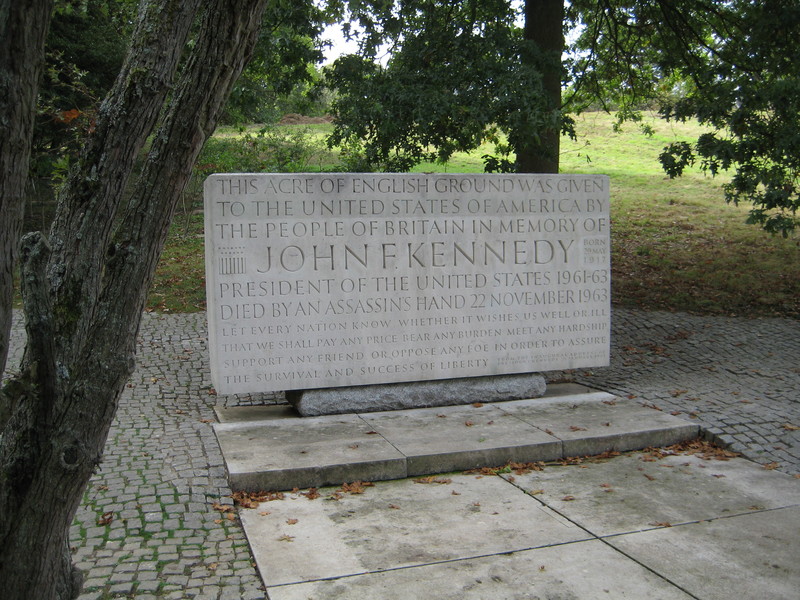 THIS ACRE OF ENGLISH GROUND WAS GIVEN
TO THE UNITED STATES OF AMERICA BY
THE PEOPLE OF BRITAIN IN MEMORY OF
JOHN F. KENNEDY
BORN
29 MAY
1917
PRESIDENT OF THE UNITED STATES 1961-63
DIED BY AN ASSASSIN'S HAND 22 NOVEMBER 1963
LET EVERY NATION KNOW WHETHER IT WISHES US WELL OR ILL
THAT WE SHALL PAY ANY PRICE BEAR ANY BURDEN MEET ANY HARDSHIP
SUPPORT ANY FRIEND OR OPPOSE ANY FOE IN ORDER TO ASSURE
THE SURVIVAL AND SUCCESS OF LIBERTY